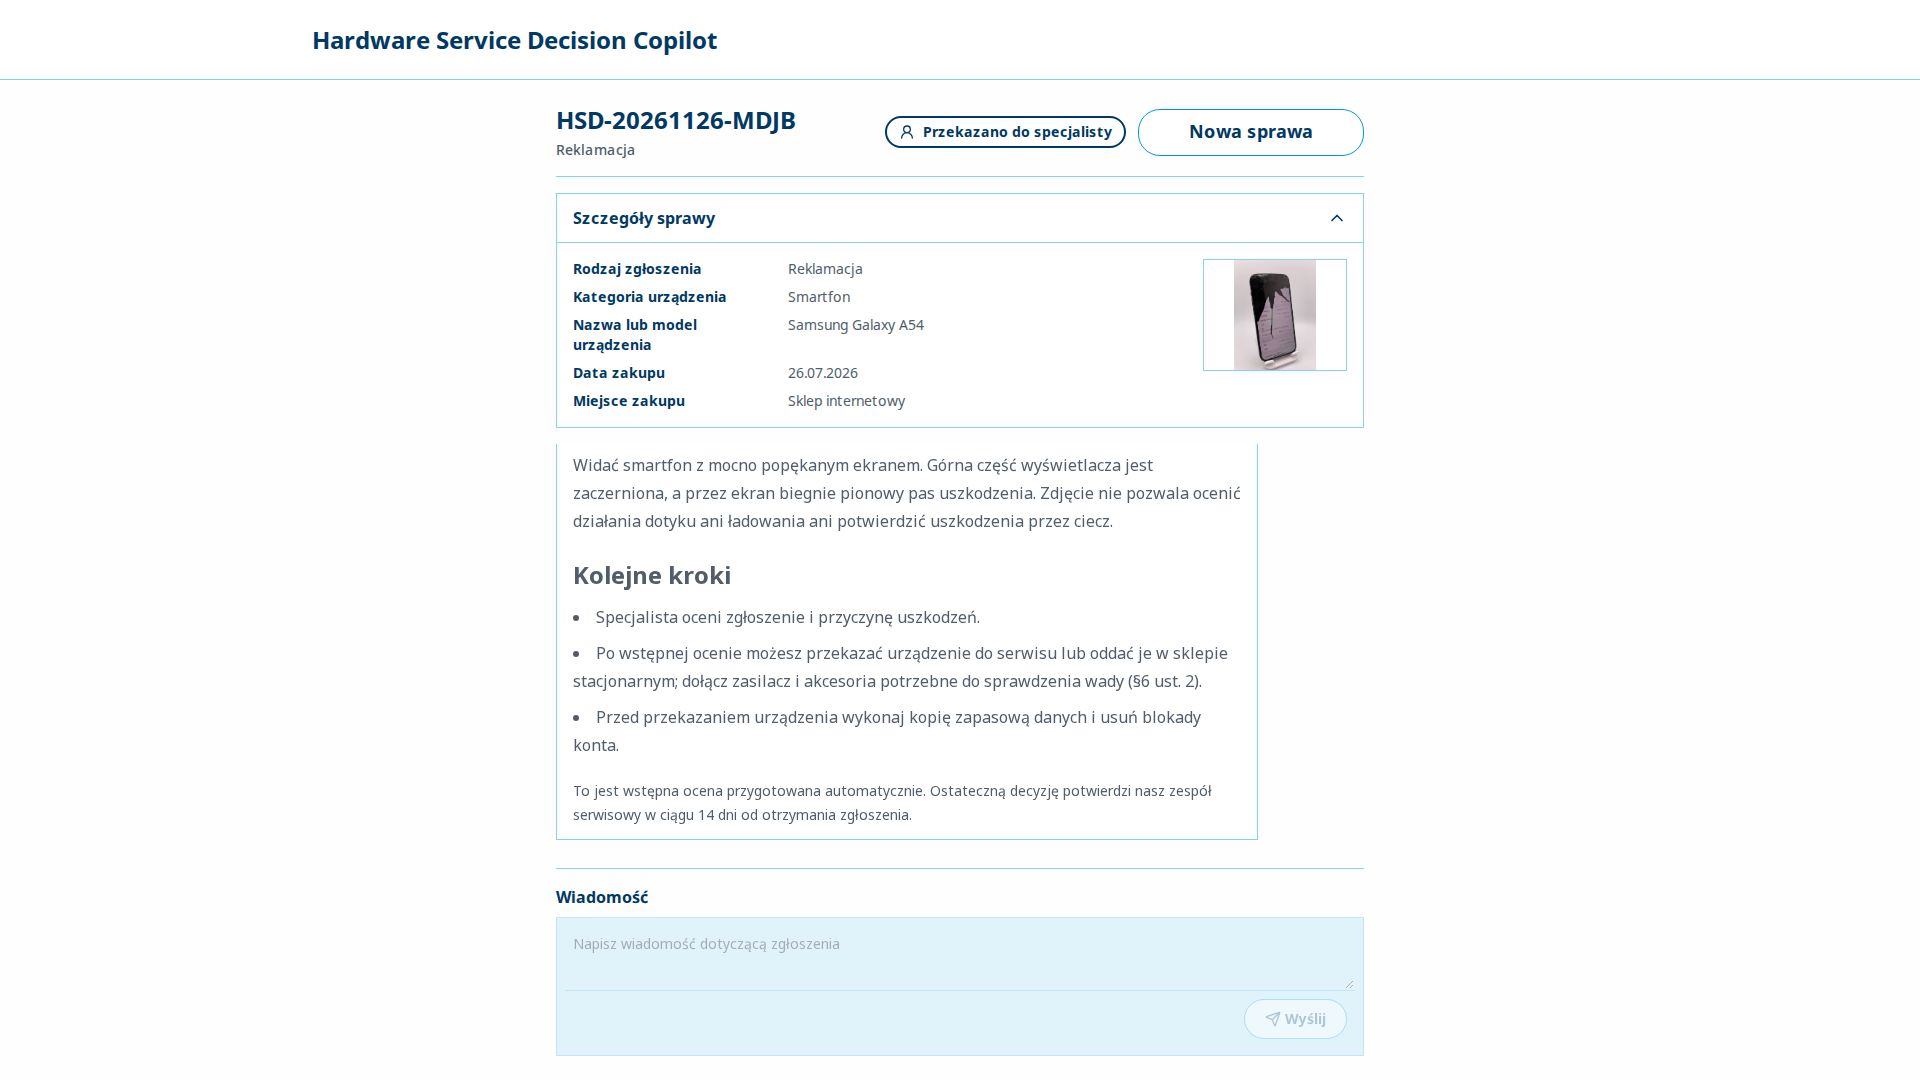 Hardware Service Decision Copilot
HSD-20261126-MDJB
Reklamacja
Przekazano do specjalisty
Nowa sprawa
Szczegóły sprawy
Rodzaj zgłoszenia
Reklamacja
Kategoria urządzenia
Smartfon
Nazwa lub model
urządzenia
Samsung Galaxy A54
Data zakupu
26.07.2026
Miejsce zakupu
Sklep internetowy
Widać smartfon z mocno popękanym ekranem. Górna część wyświetlacza jest
zaczerniona, a przez ekran biegnie pionowy pas uszkodzenia. Zdjęcie nie pozwala ocenić
działania dotyku ani ładowania ani potwierdzić uszkodzenia przez ciecz.
Kolejne kroki
• Specjalista oceni zgłoszenie i przyczynę uszkodzeń.
• Po wstępnej ocenie możesz przekazać urządzenie do serwisu lub oddać je w sklepie
stacjonarnym; dołącz zasilacz i akcesoria potrzebne do sprawdzenia wady (§6 ust. 2).
• Przed przekazaniem urządzenia wykonaj kopię zapasową danych i usuń blokady
konta.
To jest wstępna ocena przygotowana automatycznie. Ostateczną decyzję potwierdzi nasz zespół
serwisowy w ciągu 14 dni od otrzymania zgłoszenia.
Wiadomość
Napisz wiadomość dotyczącą zgłoszenia
Wyślij